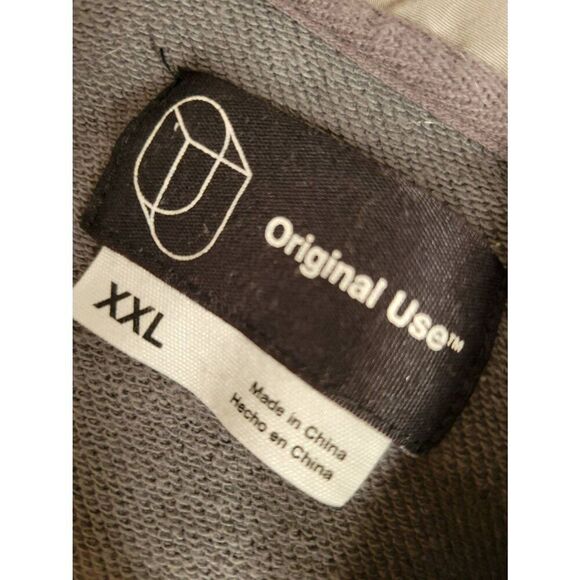 Original Use™
XXL
Made in China
Hecho en China